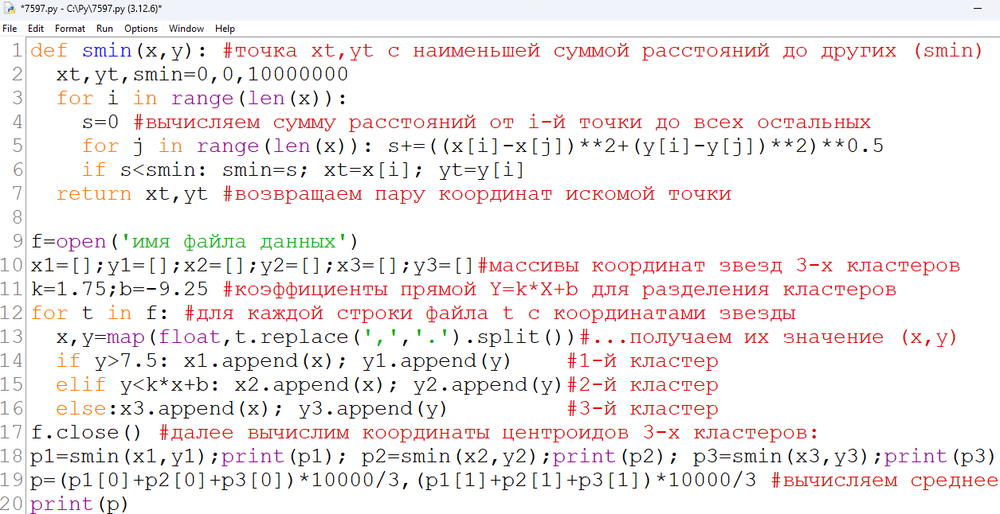 *7597.py - C:\Py\7597.py (3.12.6)*
File Edit Format Run Options Window Help
1 def smin(x,y): #точка xt,yt с наименьшей суммой расстояний до других (smin)
2   xt,yt,smin=0,0,10000000
3   for i in range(len(x)):
4     s=0 #вычисляем сумму расстояний от i-й точки до всех остальных
5     for j in range(len(x)): s+=((x[i]-x[j])**2+(y[i]-y[j])**2)**0.5
6     if s<smin: smin=s; xt=x[i]; yt=y[i]
7   return xt,yt #возвращаем пару координат искомой точки
8
9 f=open('имя файла данных')
10 x1=[];y1=[];x2=[];y2=[];x3=[];y3=[]#массивы координат звезд 3-х кластеров
11 k=1.75;b=-9.25 #коэффициенты прямой Y=k*X+b для разделения кластеров
12 for t in f: #для каждой строки файла t с координатами звезды
13   x,y=map(float,t.replace(',','.').split())#...получаем их значение (x,y)
14   if y>7.5: x1.append(x); y1.append(y)    #1-й кластер
15   elif y<k*x+b: x2.append(x); y2.append(y)#2-й кластер
16   else:x3.append(x); y3.append(y)         #3-й кластер
17 f.close() #далее вычислим координаты центроидов 3-х кластеров:
18 p1=smin(x1,y1);print(p1); p2=smin(x2,y2);print(p2); p3=smin(x3,y3);print(p3)
19 p=(p1[0]+p2[0]+p3[0])*10000/3,(p1[1]+p2[1]+p3[1])*10000/3 #вычисляем среднее
20 print(p)